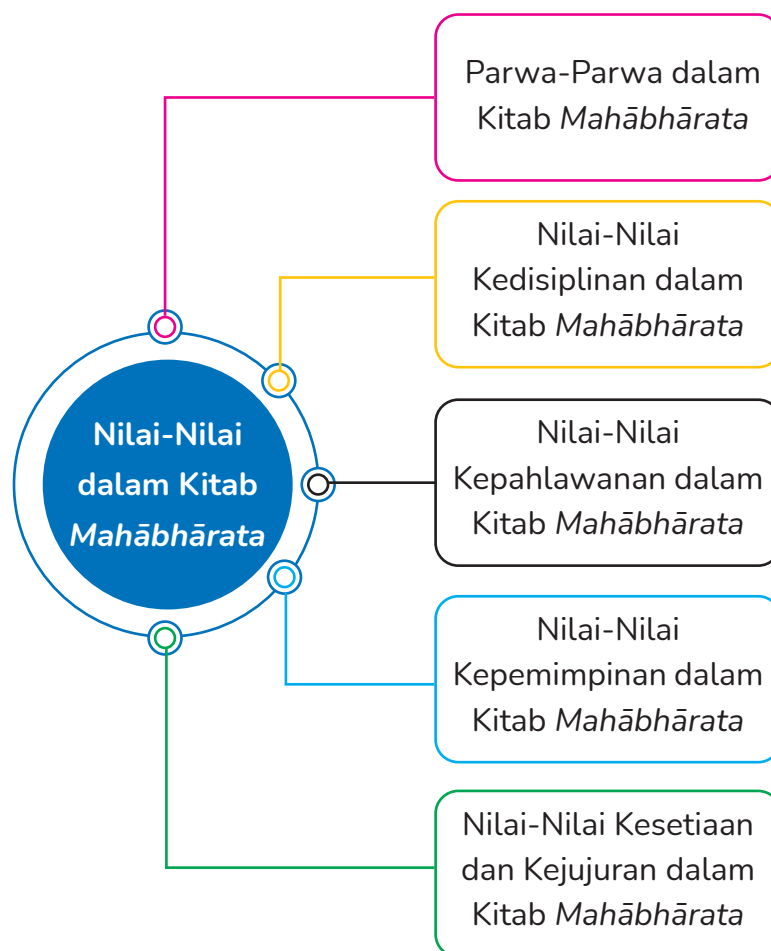 Parwa-Parwa dalam
Kitab Mahābhārata
Nilai-Nilai
Kedisiplinan dalam
Kitab Mahābhārata
Nilai-Nilai
dalam Kitab
Mahābhārata
Nilai-Nilai
Kepahlawanan dalam
Kitab Mahābhārata
Nilai-Nilai
Kepemimpinan dalam
Kitab Mahābhārata
Nilai-Nilai Kesetiaan
dan Kejujuran dalam
Kitab Mahābhārata